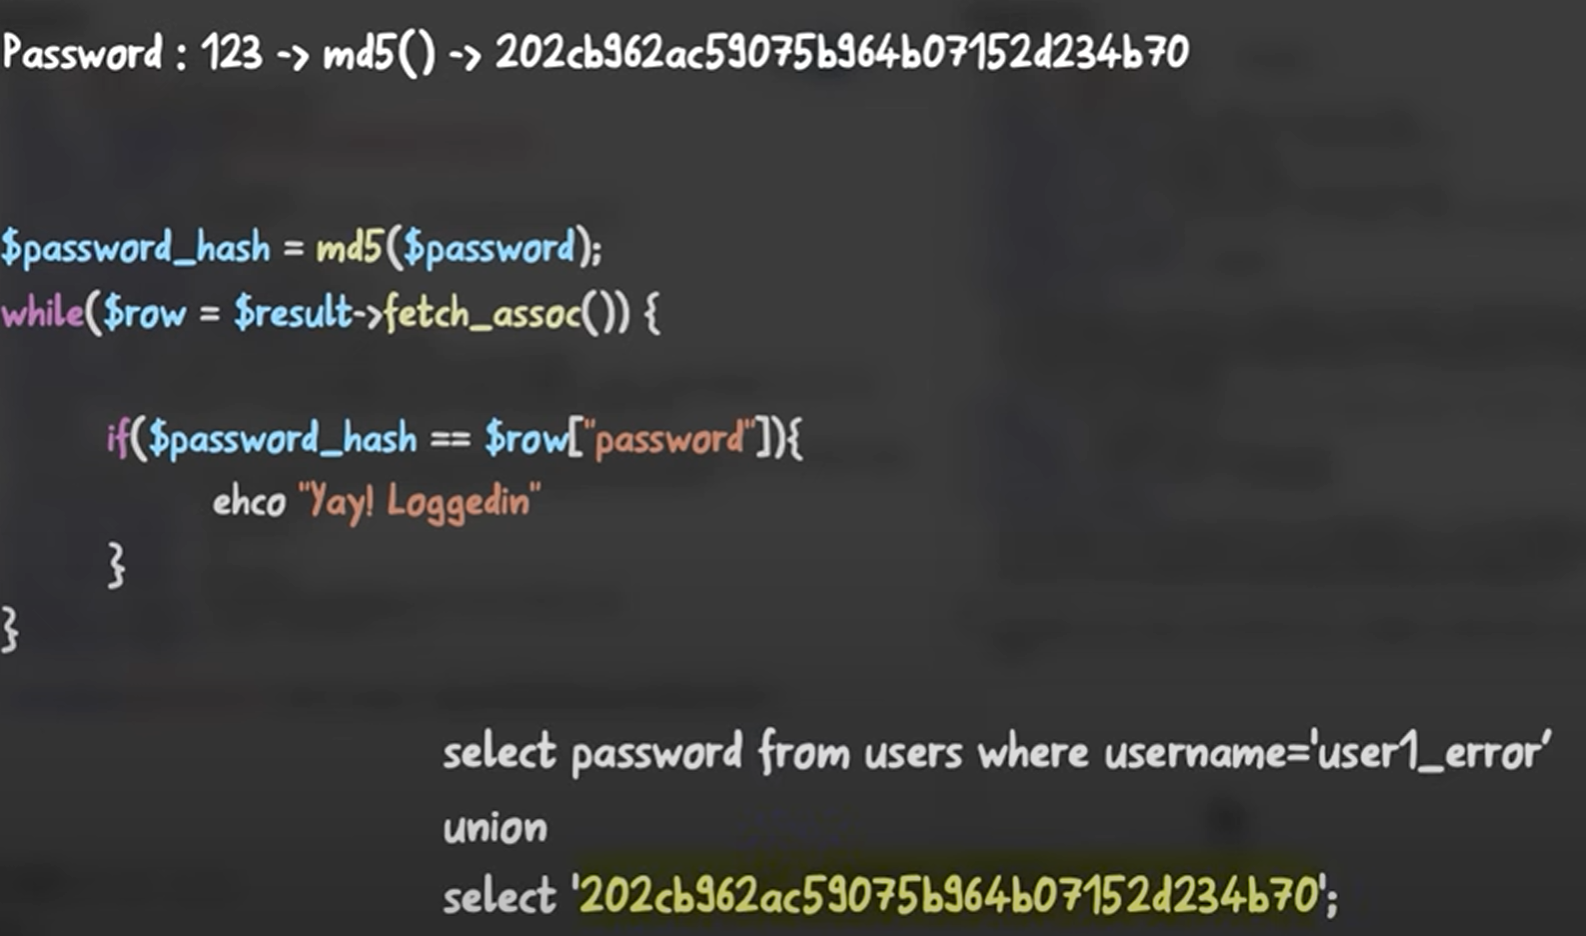 Password : 123 -> md5() -> 202cb962ac59075b964b07152d234b70
$password_hash = md5($password);
while($row = $result->fetch_assoc()) {
if($password_hash == $row["password"]){
ehco "Yay! Loggedin"
}
}
select password from users where username='user1_error'
union
select '202cb962ac59075b964b07152d234b70';